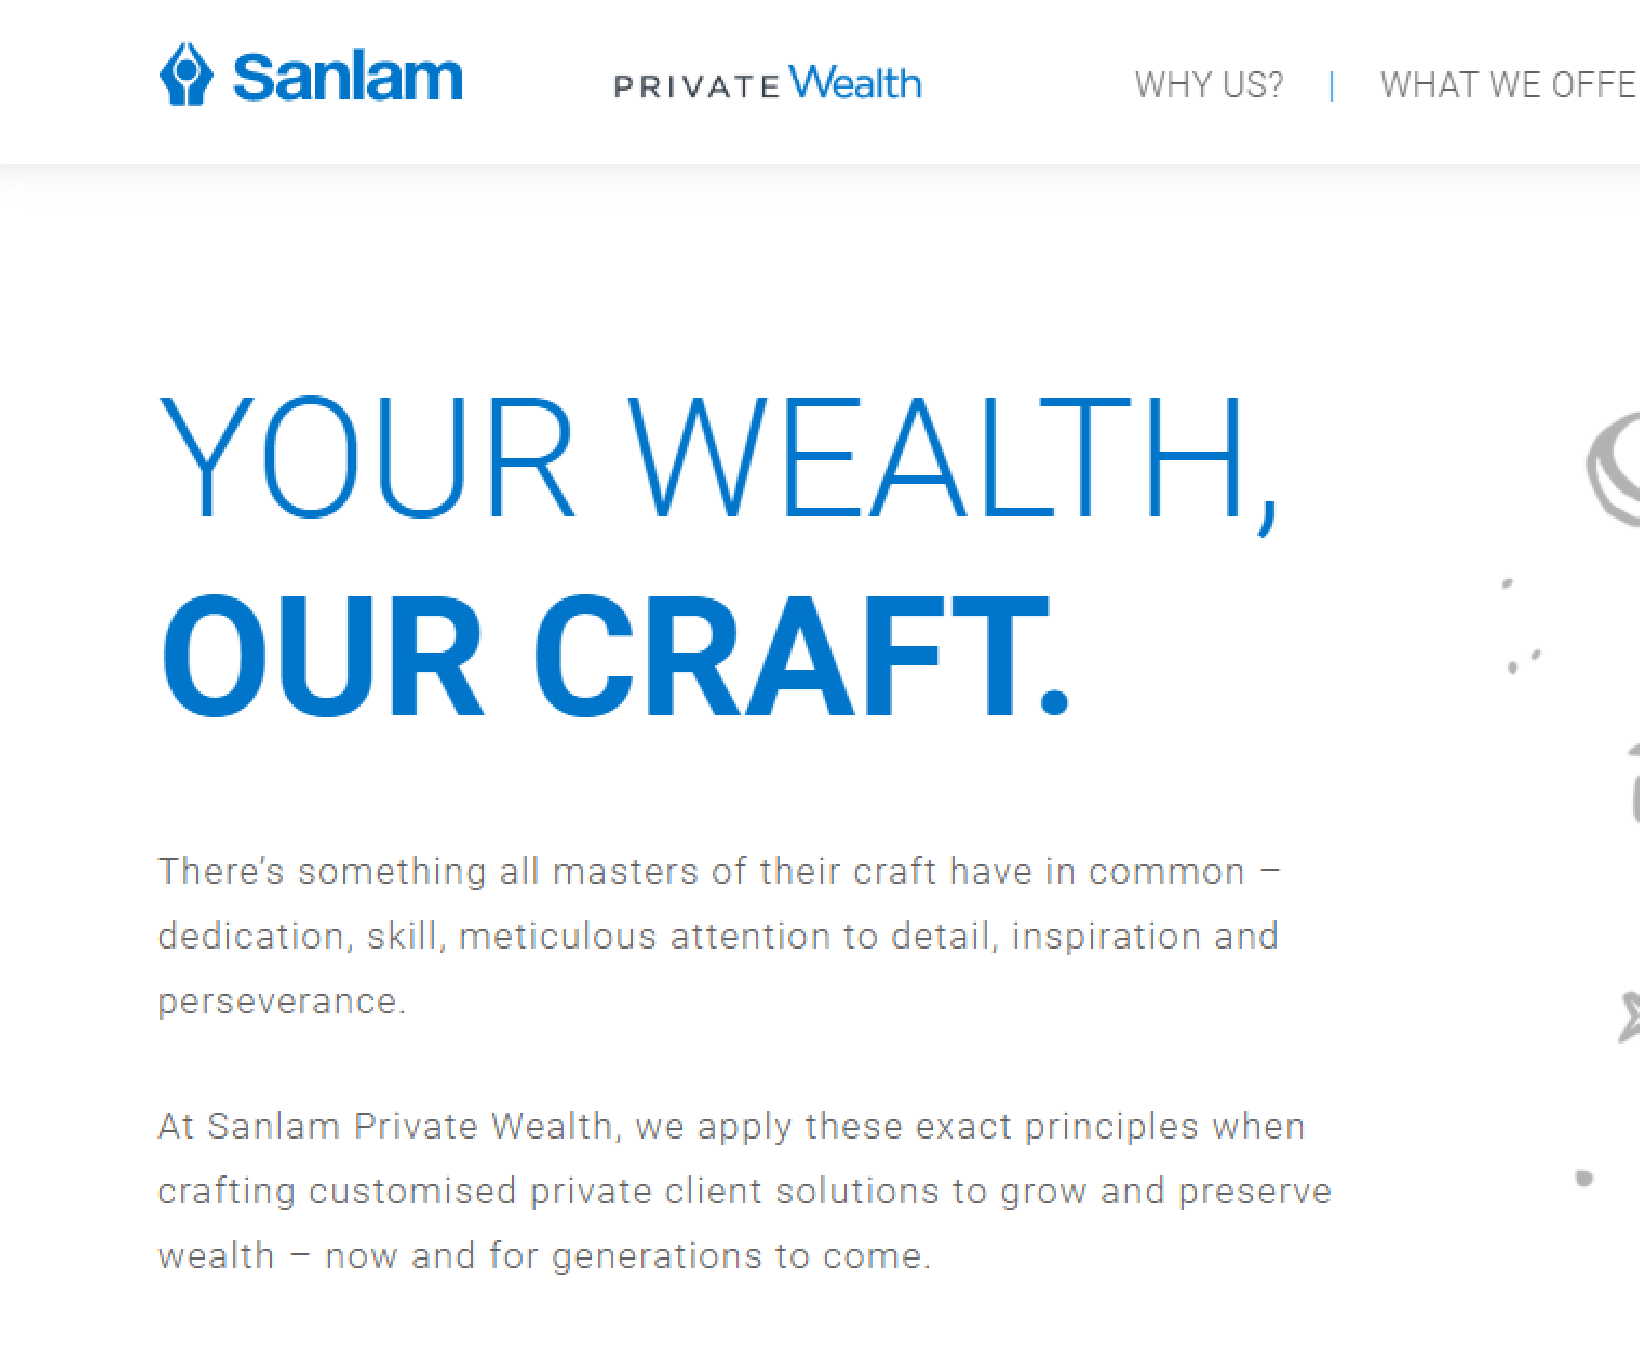 Sanlam
PRIVATE Wealth
WHY US? | WHAT WE OFFE
YOUR WEALTH,
OUR CRAFT.
There’s something all masters of their craft have in common –
dedication, skill, meticulous attention to detail, inspiration and
perseverance.
At Sanlam Private Wealth, we apply these exact principles when
crafting customised private client solutions to grow and preserve
wealth – now and for generations to come.